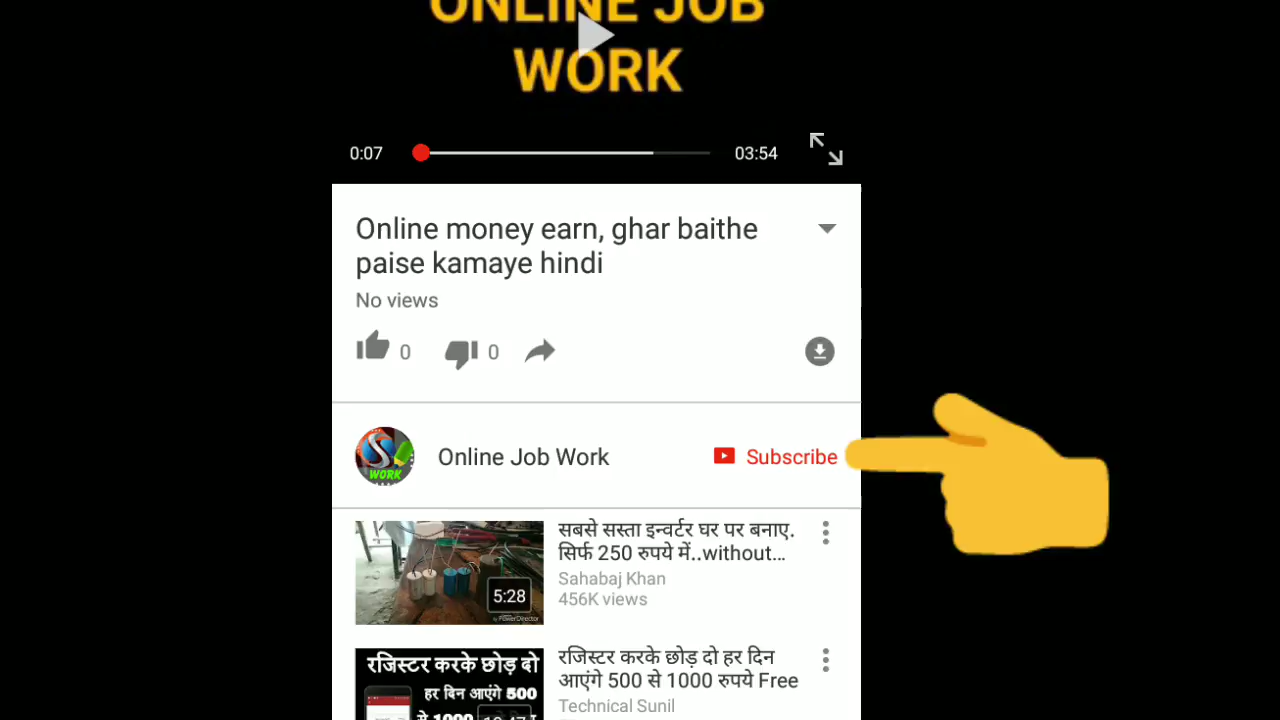 ONLINE JOB
WORK
0:07
03:54
Online money earn, ghar baithe
paise kamaye hindi
No views
0
0
WORK
Online Job Work
Subscribe
सबसे सस्ता इन्वर्टर घर पर बनाए.
सिर्फ 250 रुपये में..without...
Sahabaj Khan
456K views
5:28
by PowerDirector
रजिस्टर करके छोड़ दो
हर दिन आएंगे 500
रजिस्टर करके छोड़ दो हर दिन
आएंगे 500 से 1000 रुपये Free
Technical Sunil